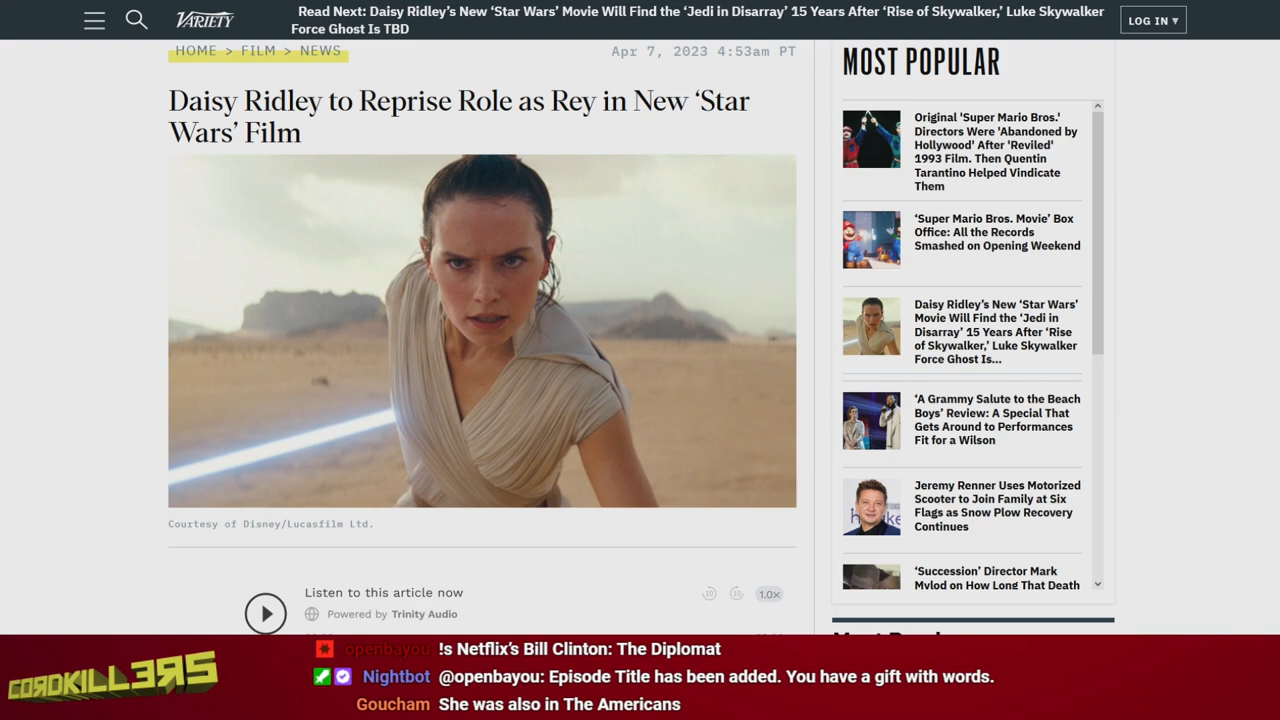 Read Next: Daisy Ridley’s New ‘Star Wars’ Movie Will Find the ‘Jedi in Disarray’ 15 Years After ‘Rise of Skywalker,’ Luke Skywalker
Force Ghost Is TBD
VARIETY
LOG IN ▾
HOME > FILM > NEWS
Apr 7, 2023 4:53am PT
Daisy Ridley to Reprise Role as Rey in New ‘Star
Wars’ Film
Courtesy of Disney/Lucasfilm Ltd.
Listen to this article now
Powered by Trinity Audio
10
10
1.0×
MOST POPULAR
Original 'Super Mario Bros.'
Directors Were 'Abandoned by
Hollywood' After 'Reviled'
1993 Film. Then Quentin
Tarantino Helped Vindicate
Them
‘Super Mario Bros. Movie’ Box
Office: All the Records
Smashed on Opening Weekend
Daisy Ridley’s New ‘Star Wars’
Movie Will Find the ‘Jedi in
Disarray’ 15 Years After ‘Rise
of Skywalker,’ Luke Skywalker
Force Ghost Is...
‘A Grammy Salute to the Beach
Boys’ Review: A Special That
Gets Around to Performances
Fit for a Wilson
Jeremy Renner Uses Motorized
Scooter to Join Family at Six
Flags as Snow Plow Recovery
Continues
‘Succession’ Director Mark
Mylod on How Long That Death
CORDKILLERS
openbayou !s Netflix’s Bill Clinton: The Diplomat
Nightbot @openbayou: Episode Title has been added. You have a gift with words.
Goucham She was also in The Americans